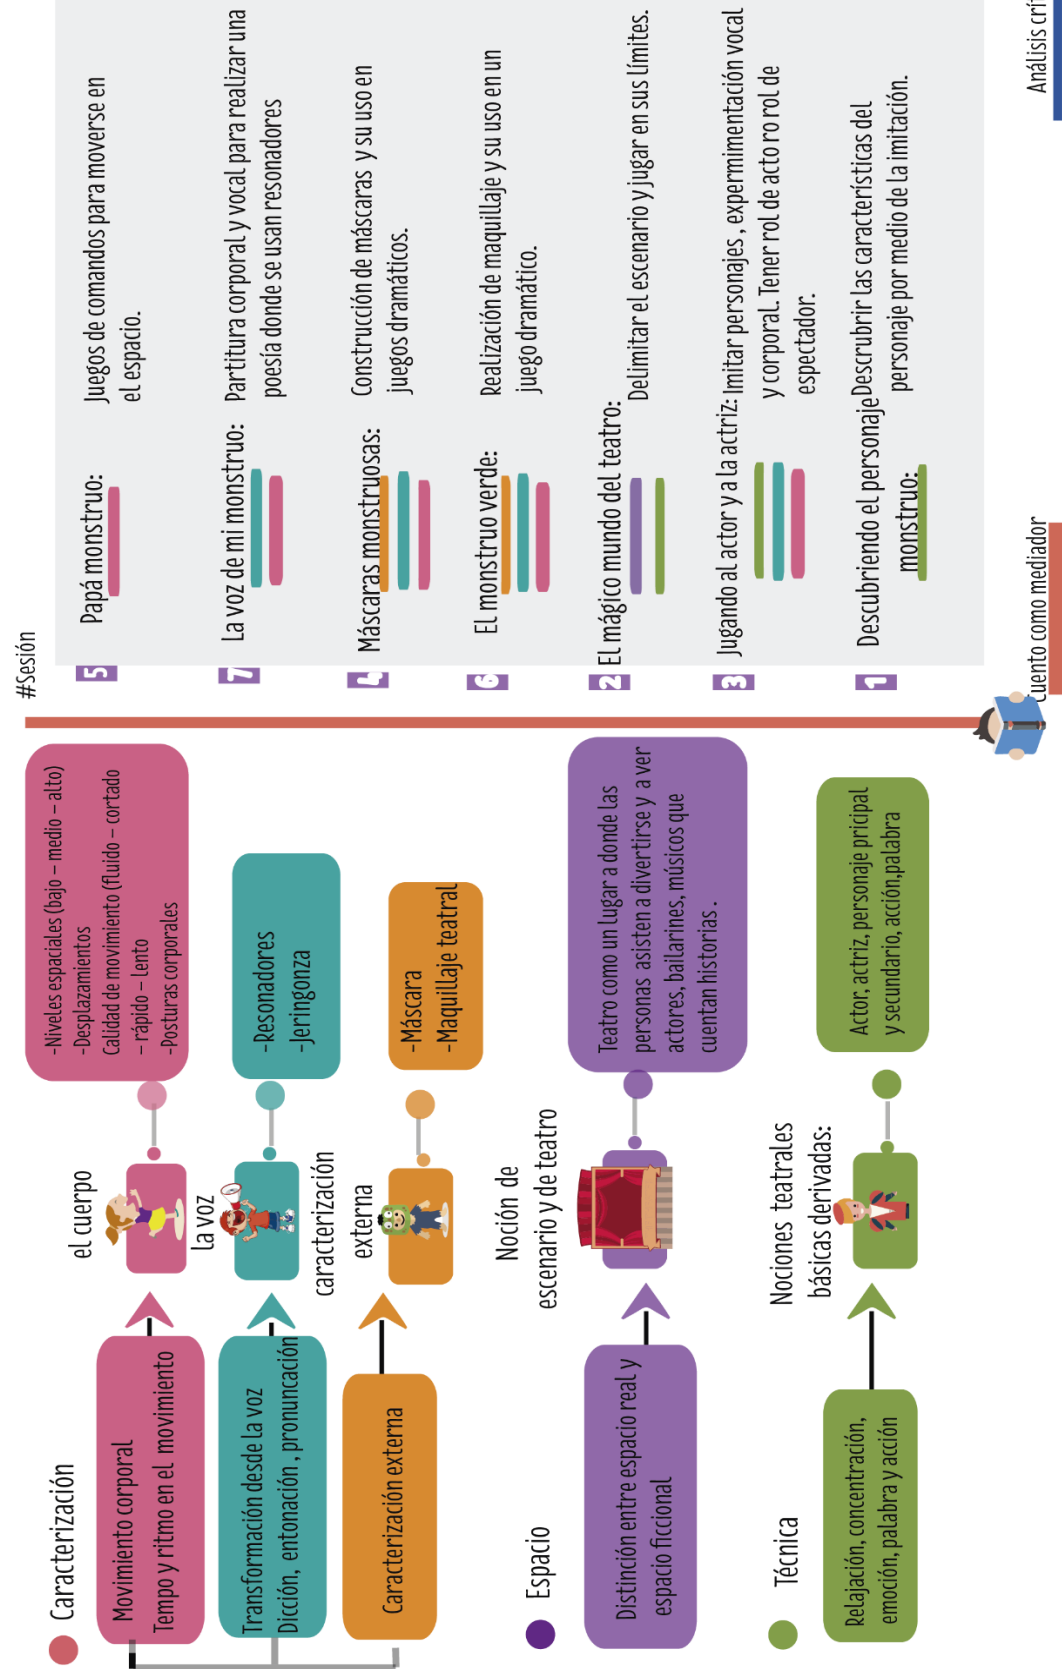 Caracterización
Movimiento corporal
Tempo y ritmo en el movimiento
el cuerpo
-Niveles espaciales (bajo – medio – alto)
-Desplazamientos
Calidad de movimiento (fluido – cortado
– rápido – lento
-Posturas corporales
Transformación desde la voz
Dicción, entonación, pronuncación
la voz
-Resonadores
-Jeringonza
Caracterización externa
caracterización
externa
-Máscara
-Maquillaje teatral
Espacio
Distinción entre espacio real y
espacio ficcional
Noción de
escenario y de teatro
Teatro como un lugar a donde las
personas asisten a divertirse y a ver
actores, bailarines, músicos que
cuentan historias .
Técnica
Relajación, concentración,
emoción, palabra y acción
Nociones teatrales
básicas derivadas:
Actor, actriz, personaje pricipal
y secundario, acción,palabra
#Sesión
5
Papá monstruo:
Juegos de comandos para moverse en
el espacio.
7
La voz de mi monstruo:
Partitura corporal y vocal para realizar una
poesía donde se usan resonadores
4
Máscaras monstruosas:
Construcción de máscaras y su uso en
juegos dramáticos.
6
El monstruo verde:
Realización de maquillaje y su uso en un
juego dramático.
2
El mágico mundo del teatro:
Delimitar el escenario y jugar en sus límites.
3
Jugando al actor y a la actriz:
Imitar personajes , expermimentación vocal
y corporal. Tener rol de acto ro rol de
espectador.
1
Descubriendo el personaje
monstruo:
Descrubrir las características del
personaje por medio de la imitación.
Cuento como mediador
Análisis crít